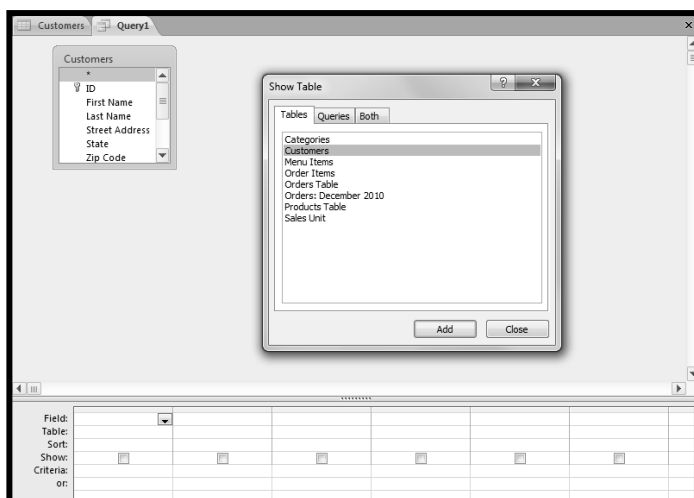 Customers
Query1
Customers
*
ID
First Name
Last Name
Street Address
State
Zip Code
Show Table
?
Tables Queries Both
Categories
Customers
Menu Items
Order Items
Orders Table
Orders: December 2010
Products Table
Sales Unit
Add Close
Field:
Table:
Sort:
Show:
Criteria:
or: